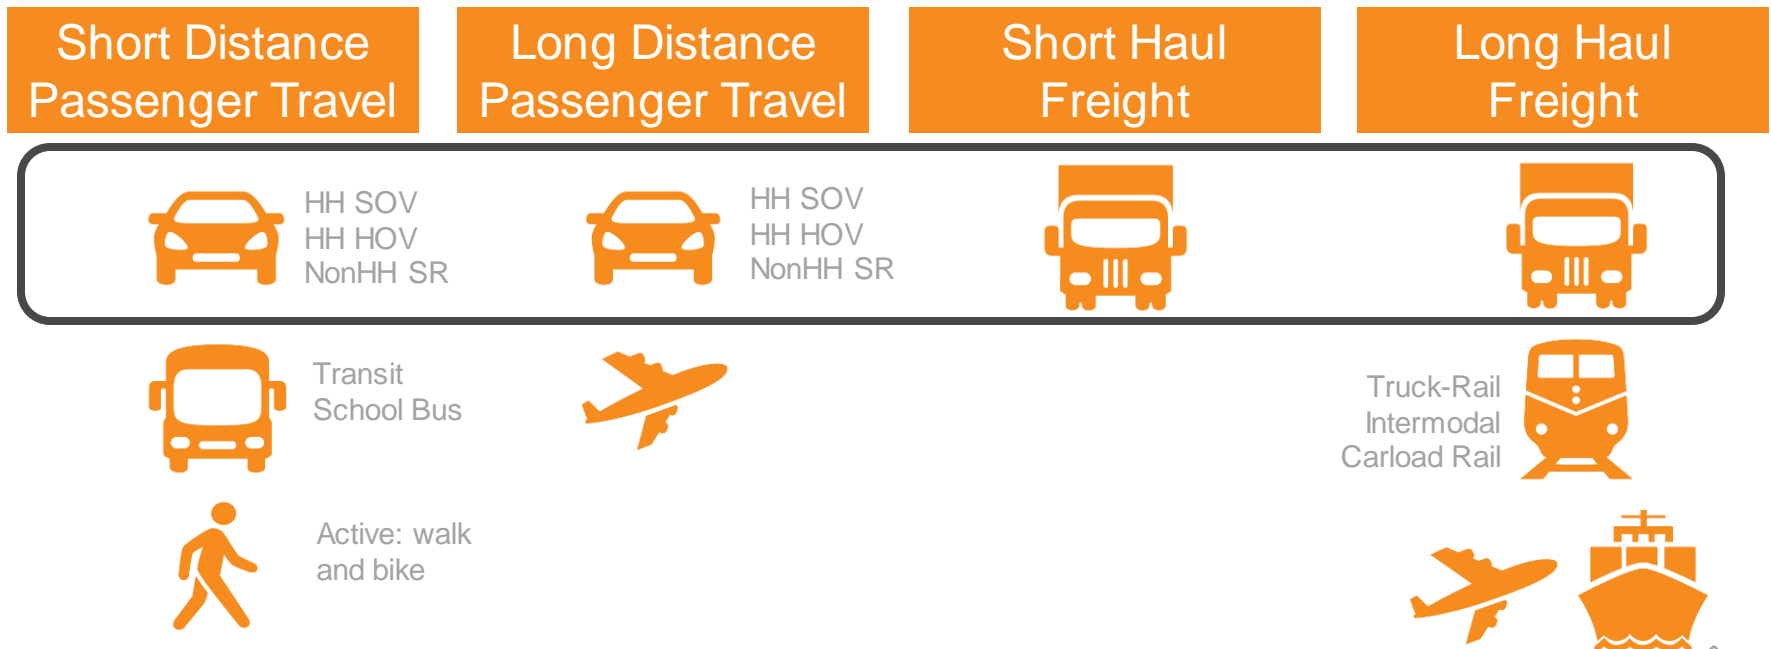 Short Distance
Passenger Travel
Long Distance
Passenger Travel
Short Haul
Freight
Long Haul
Freight
HH SOV
HH HOV
NonHH SR
HH SOV
HH HOV
NonHH SR
Transit
School Bus
Truck-Rail
Intermodal
Carload Rail
Active: walk
and bike